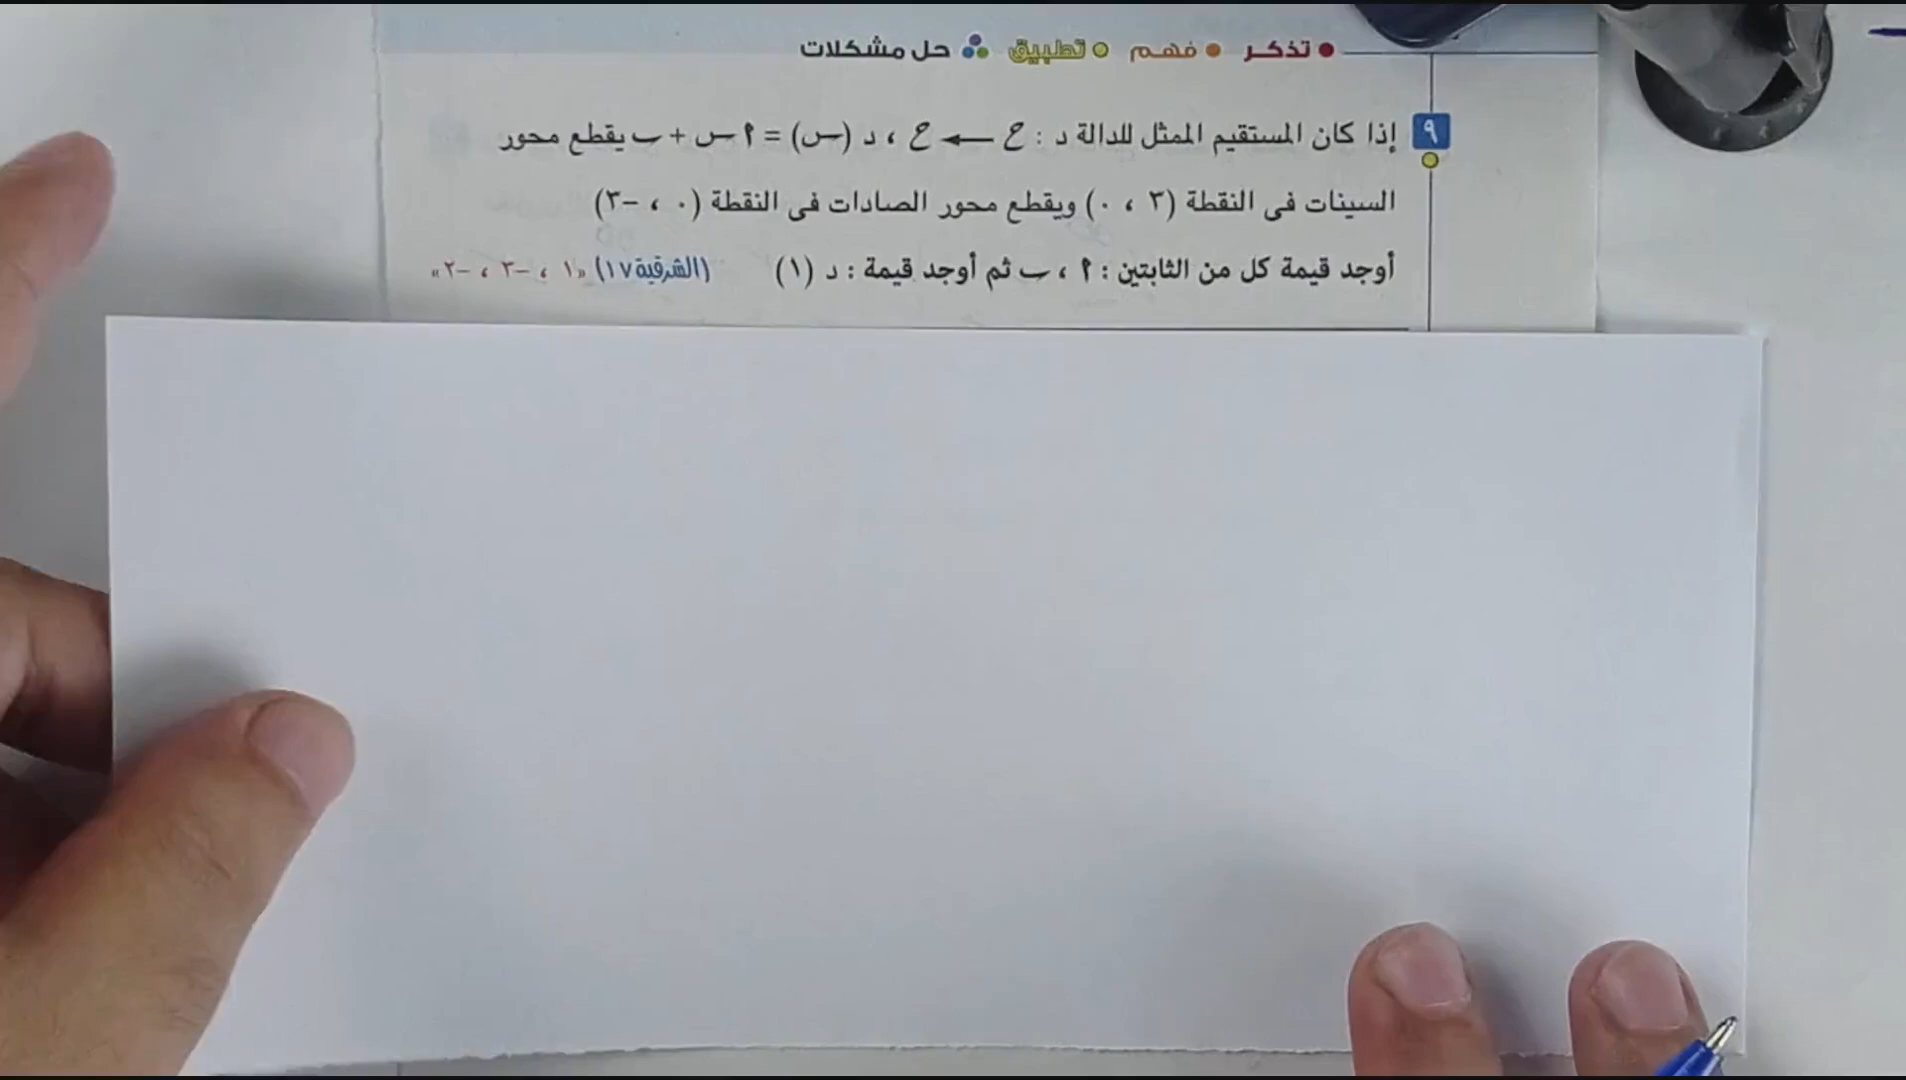 تذكر فهم تطبيق حل مشكلات
٩ إذا كان المستقيم الممثل للدالة د : ح ← ح ، د (س) = ٢ س + ب يقطع محور
السينات فى النقطة (٣ ، ٠) ويقطع محور الصادات فى النقطة (٠ ، -٣)
أوجد قيمة كل من الثابتين : ٢ ، ب ثم أوجد قيمة : د (١) (الشرقية ١٧) «١ ، -٣ ، -٢»